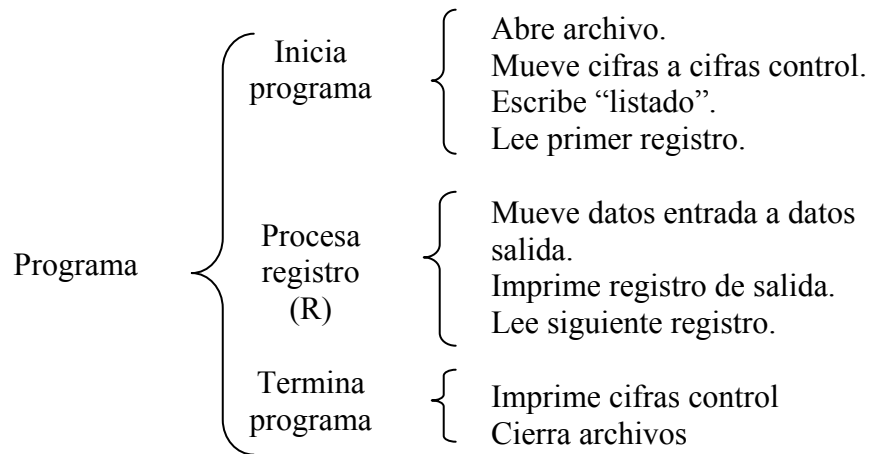 Programa
Inicia
programa
Abre archivo.
Mueve cifras a cifras control.
Escribe “listado”.
Lee primer registro.
Procesa
registro
(R)
Mueve datos entrada a datos
salida.
Imprime registro de salida.
Lee siguiente registro.
Termina
programa
Imprime cifras control
Cierra archivos